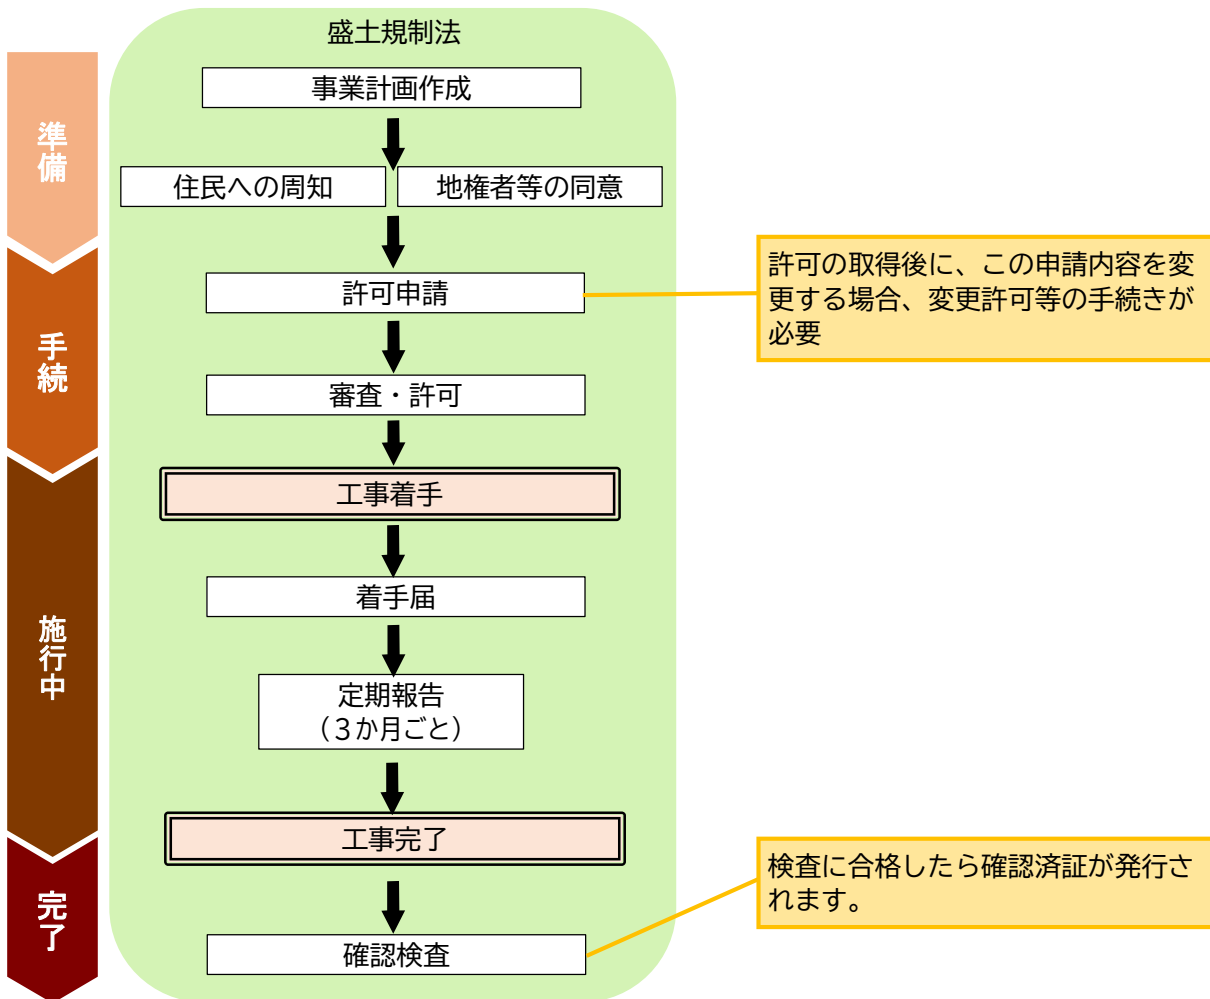 盛土規制法
準備
事業計画作成
住民への周知
地権者等の同意
手続
許可申請
許可の取得後に、この申請内容を変
更する場合、変更許可等の手続きが
必要
審査・許可
施行中
工事着手
着手届
定期報告
（３か月ごと）
工事完了
完了
確認検査
検査に合格したら確認済証が発行さ
れます。